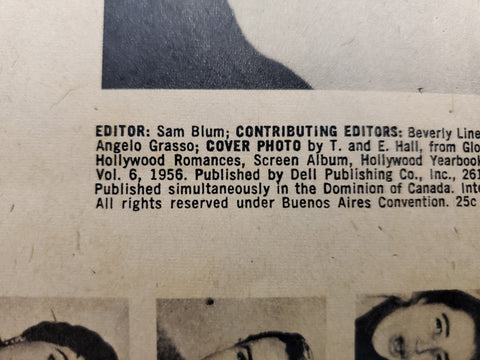 EDITOR: Sam Blum; CONTRIBUTING EDITORS: Beverly Line
Angelo Grasso; COVER PHOTO by T. and E. Hall, from Glo
Hollywood Romances, Screen Album, Hollywood Yearbook
Vol. 6, 1956. Published by Dell Publishing Co., Inc., 261
Published simultaneously in the Dominion of Canada. Inte
All rights reserved under Buenos Aires Convention. 25c